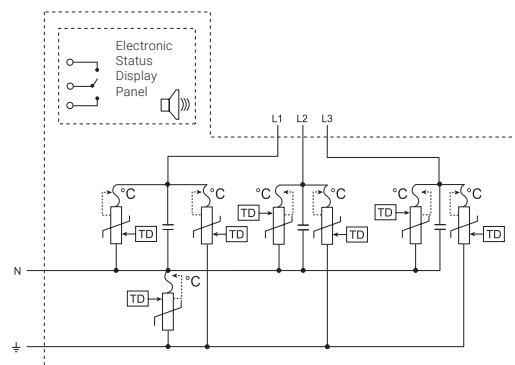 Electronic
Status
Display
Panel
L1 L2 L3
°C °C °C °C °C °C
TD TD TD TD TD TD
N
°C
TD